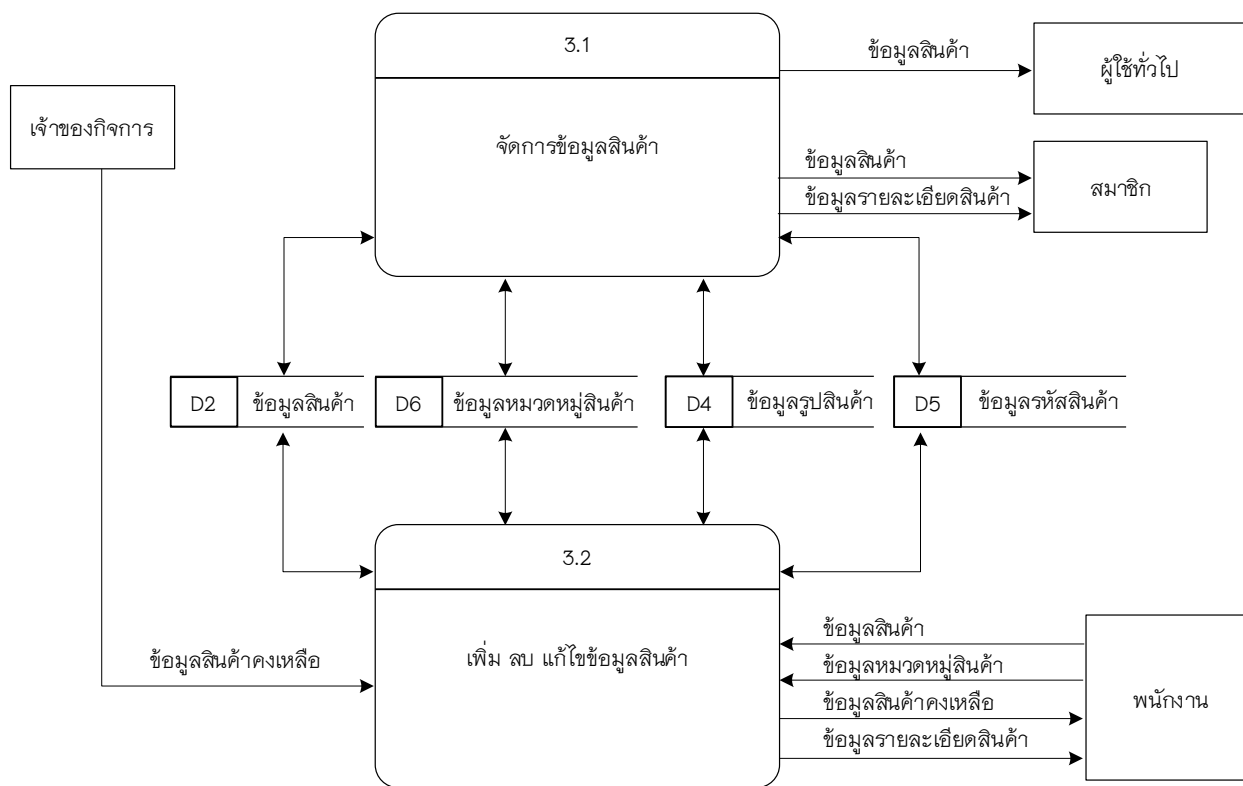 3.1
จัดการข้อมูลสินค้า
ข้อมูลสินค้า
ผู้ใช้ทั่วไป
เจ้าของกิจการ
ข้อมูลสินค้า
ข้อมูลรายละเอียดสินค้า
สมาชิก
D2 ข้อมูลสินค้า
D6 ข้อมูลหมวดหมู่สินค้า
D4 ข้อมูลรูปสินค้า
D5 ข้อมูลรหัสสินค้า
3.2
เพิ่ม ลบ แก้ไขข้อมูลสินค้า
ข้อมูลสินค้าคงเหลือ
ข้อมูลสินค้า
ข้อมูลหมวดหมู่สินค้า
ข้อมูลสินค้าคงเหลือ
ข้อมูลรายละเอียดสินค้า
พนักงาน